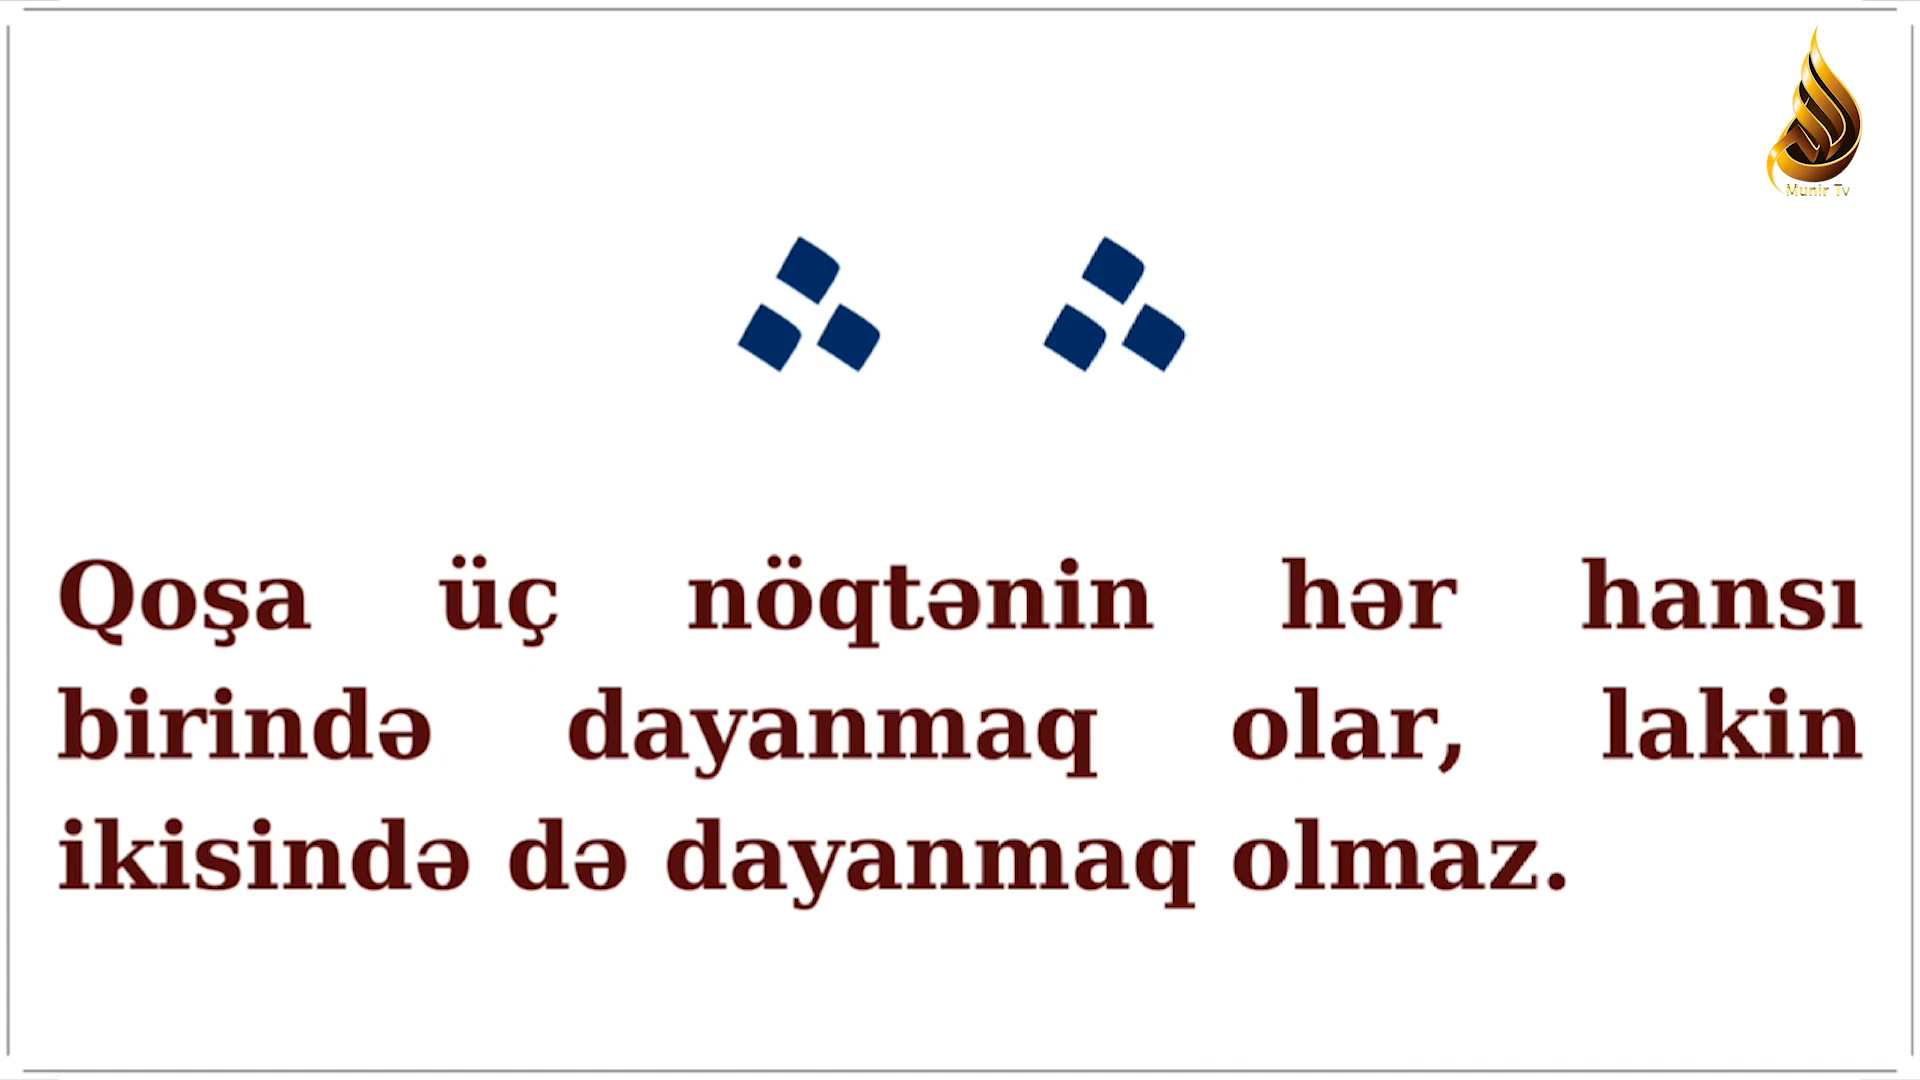 Munir Tv
Qoşa üç nöqtənin hər hansı
birində dayanmaq olar, lakin
ikisində də dayanmaq olmaz.